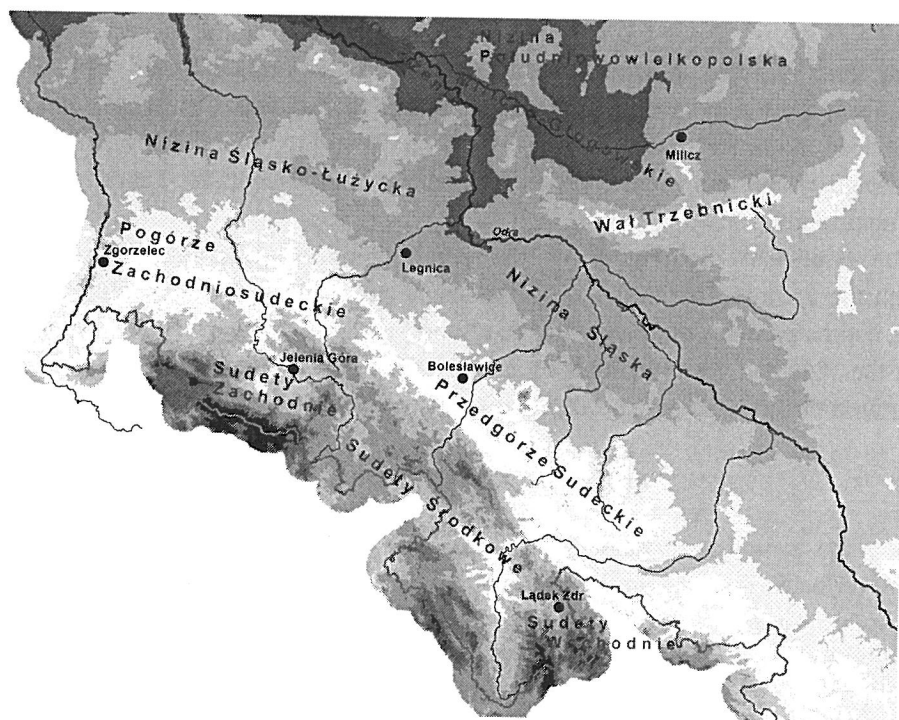 Nizina
Południowowielkopolska
Milicz
Nizina Śląsko-Łużycka
Wał Trzebnicki
Pogórze
Zgorzelec
Zachodniosudeckie
Odra
Legnica
Nizina
Śląska
Jelenia Góra
Sudety
Zachodnie
Bolesławice
Przedgórze Sudeckie
Sudety Środkowe
Lądek Zdr
Sudety
Wschodnie